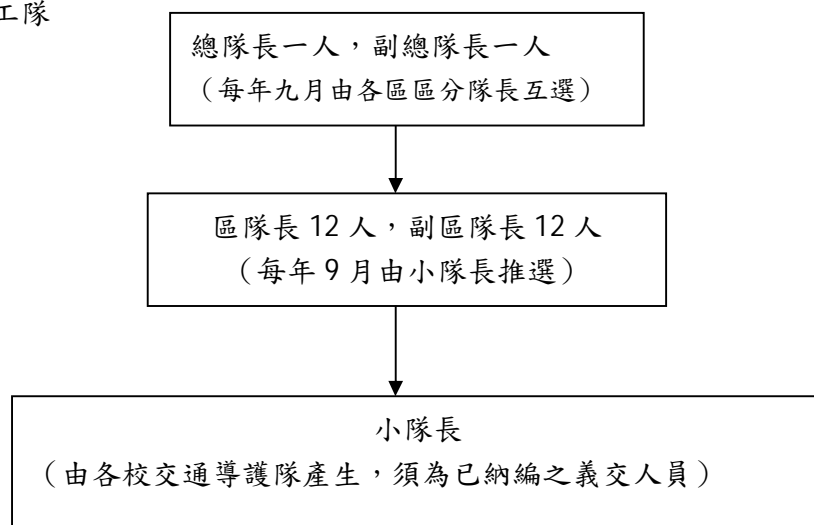 工隊
總隊長一人，副總隊長一人
（每年九月由各區區分隊長互選）
區隊長 12 人，副區隊長 12 人
（每年 9 月由小隊長推選）
小隊長
（由各校交通導護隊產生，須為已納編之義交人員）